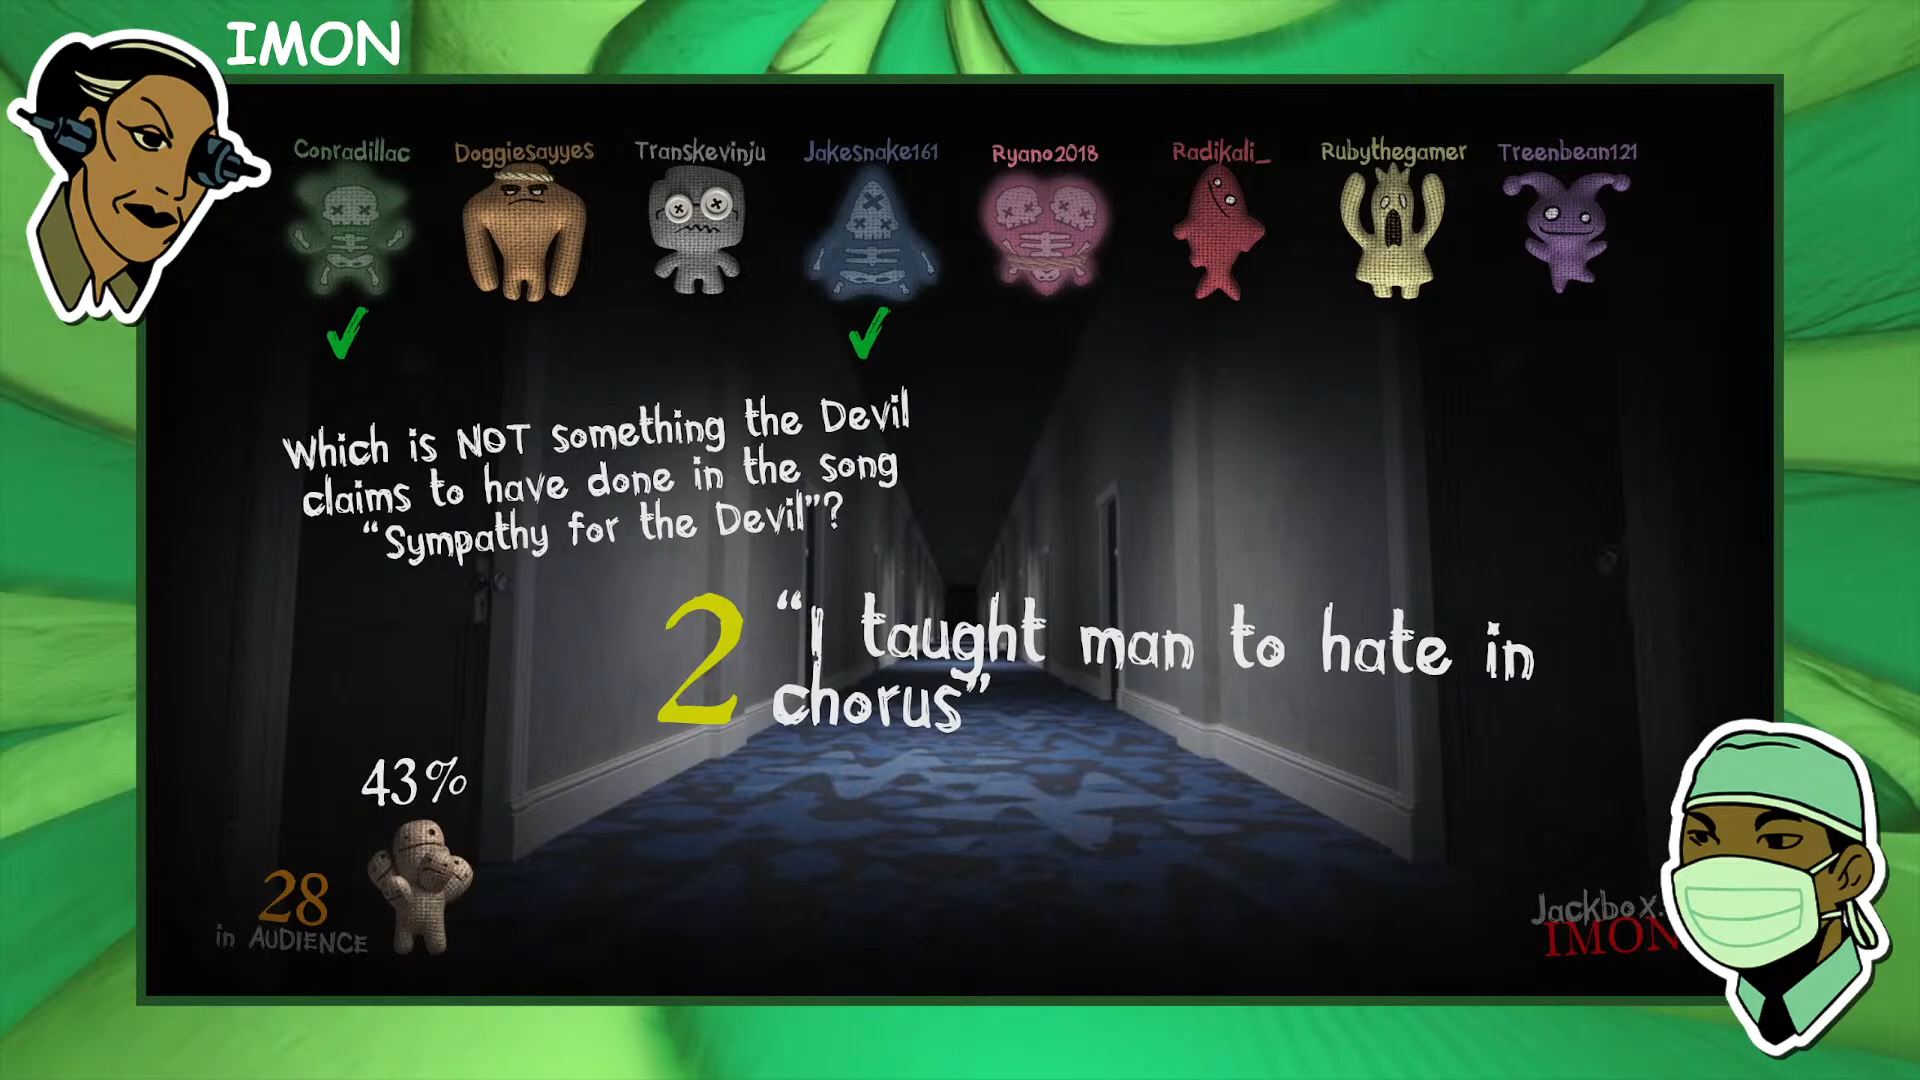 IMON
Conradillac Doggiesayyes Transkevinju Jakesnake161 Ryano2018 Radikali_ Rubythegamer Treenbean121
Which is NOT something the Devil
claims to have done in the song
“Sympathy for the Devil”?
2 “I taught man to hate in
chorus”
43%
28
in AUDIENCE
Jackbox.
IMON